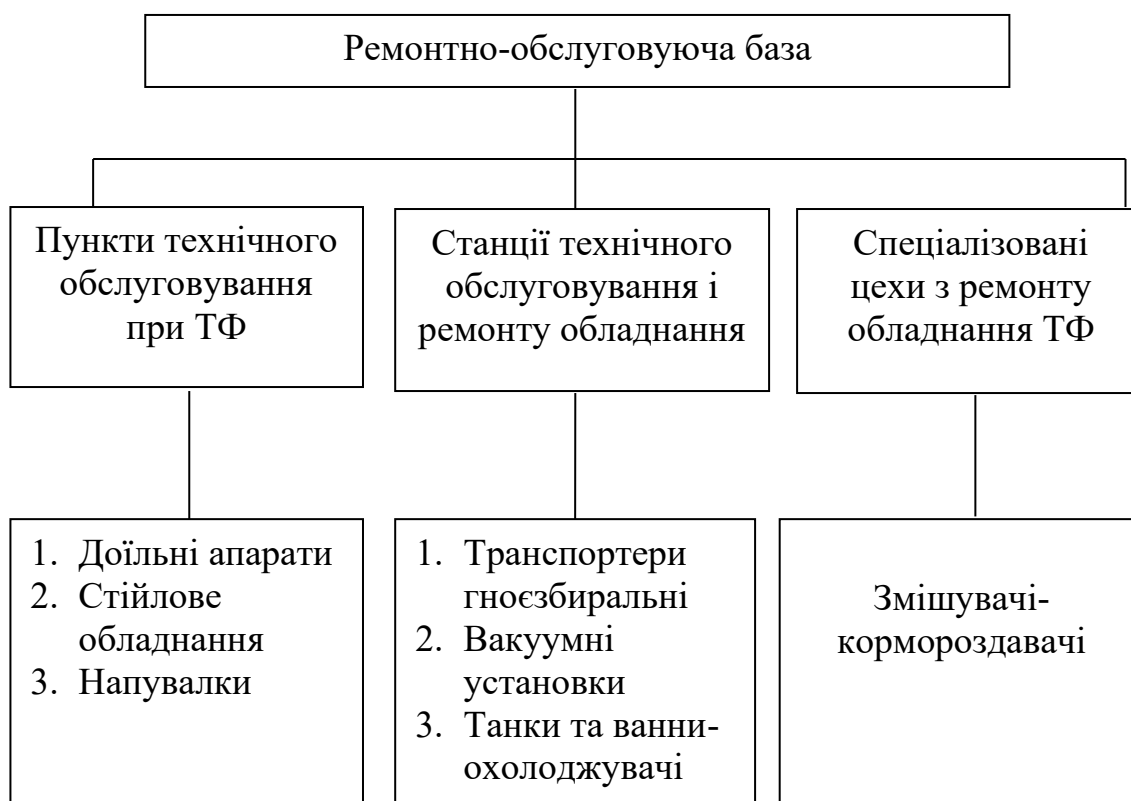 Ремонтно-обслуговуюча база
Пункти технічного
обслуговування
при ТФ
Станції технічного
обслуговування і
ремонту обладнання
Спеціалізовані
цехи з ремонту
обладнання ТФ
1. Доїльні апарати
2. Стійлове
обладнання
3. Напувалки
1. Транспортери
гноєзбиральні
2. Вакуумні
установки
3. Танки та ванни-
охолоджувачі
Змішувачі-
кормороздавачі